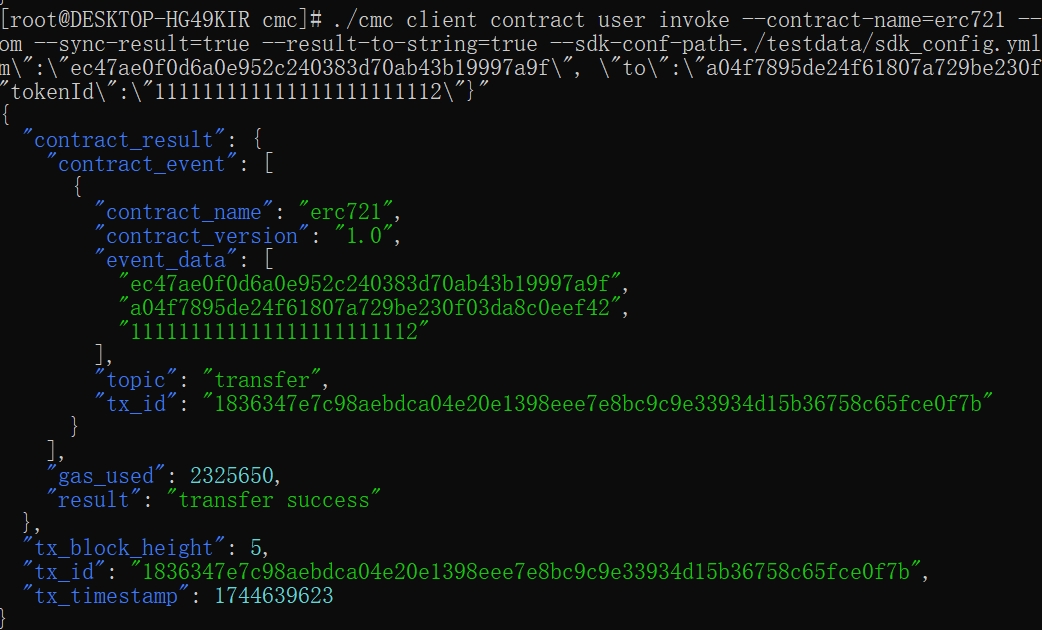 [root@DESKTOP-HG49KIR cmc]# ./cmc client contract user invoke --contract-name=erc721 --
om --sync-result=true --result-to-string=true --sdk-conf-path=./testdata/sdk_config.yml
m\":\"ec47ae0f0d6a0e952c240383d70ab43b19997a9f\", \"to\":\"a04f7895de24f61807a729be230f
"tokenId\":\"111111111111111111111112\"}"
{
"contract_result": {
"contract_event": [
{
"contract_name": "erc721",
"contract_version": "1.0",
"event_data": [
"ec47ae0f0d6a0e952c240383d70ab43b19997a9f",
"a04f7895de24f61807a729be230f03da8c0eef42",
"111111111111111111111112"
],
"topic": "transfer",
"tx_id": "1836347e7c98aebdca04e20e1398eee7e8bc9c9e33934d15b36758c65fce0f7b"
}
],
"gas_used": 2325650,
"result": "transfer success"
},
"tx_block_height": 5,
"tx_id": "1836347e7c98aebdca04e20e1398eee7e8bc9c9e33934d15b36758c65fce0f7b",
"tx_timestamp": 1744639623
}